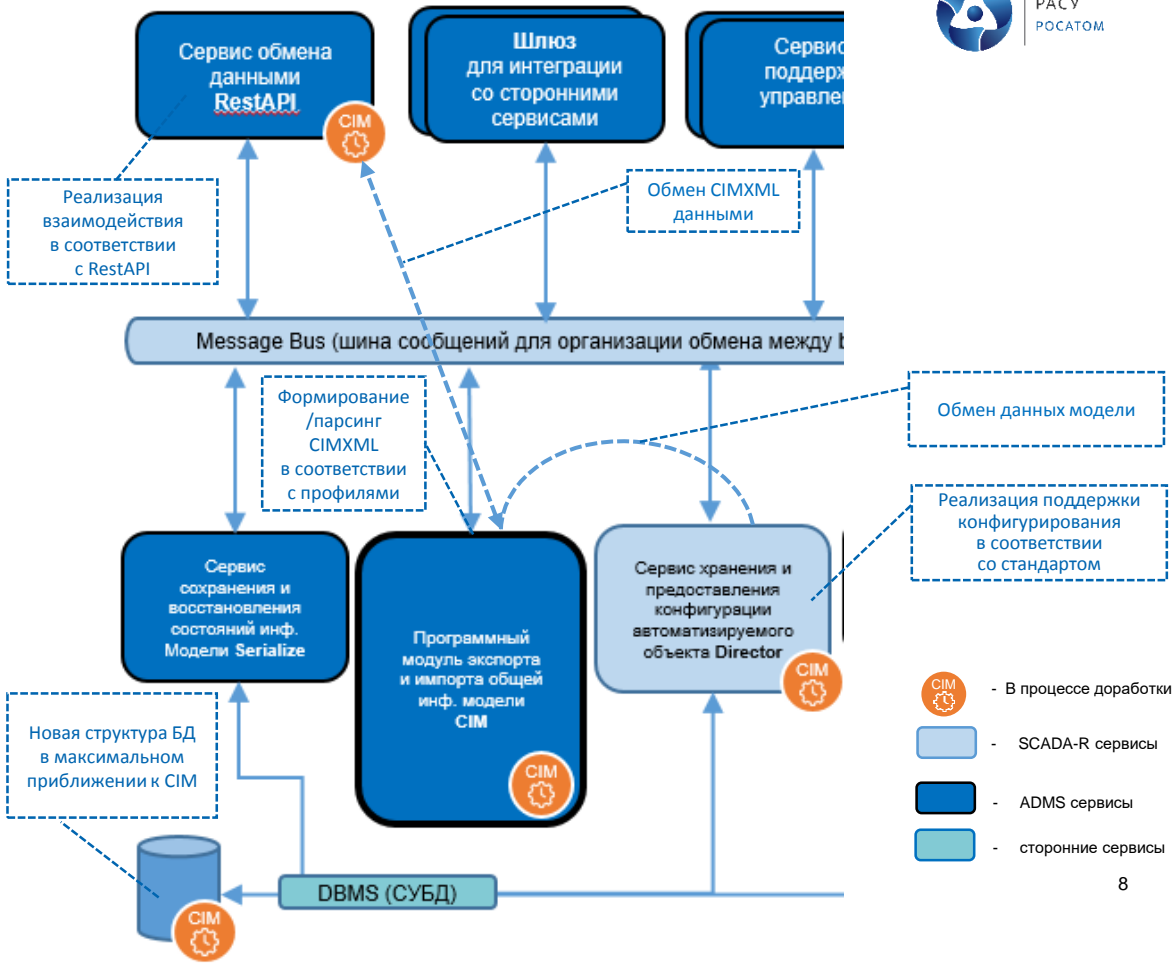 РАСУ
РОСАТОМ
Сервис обмена
данными
RestAPI
CIM
Шлюз
для интеграции
со сторонними
сервисами
Реализация
взаимодействия
в соответствии
с RestAPI
Обмен CIMXML
данными
Message Bus (шина сообщений для организации обмена между
Формирование
/парсинг
CIMXML
в соответствии
с профилями
Обмен данных модели
Реализация поддержки
конфигурирования
в соответствии
со стандартом
Сервис
сохранения и
восстановления
состояний инф.
Модели Serialize
Программный
модуль экспорта
и импорта общей
инф. модели
CIM
CIM
Сервис хранения и
предоставления
конфигурации
автоматизируемого
объекта Director
CIM
Новая структура БД
в максимальном
приближении к CIM
CIM
DBMS (СУБД)
CIM
- В процессе доработки
- SCADA-R сервисы
- ADMS сервисы
- сторонние сервисы
8